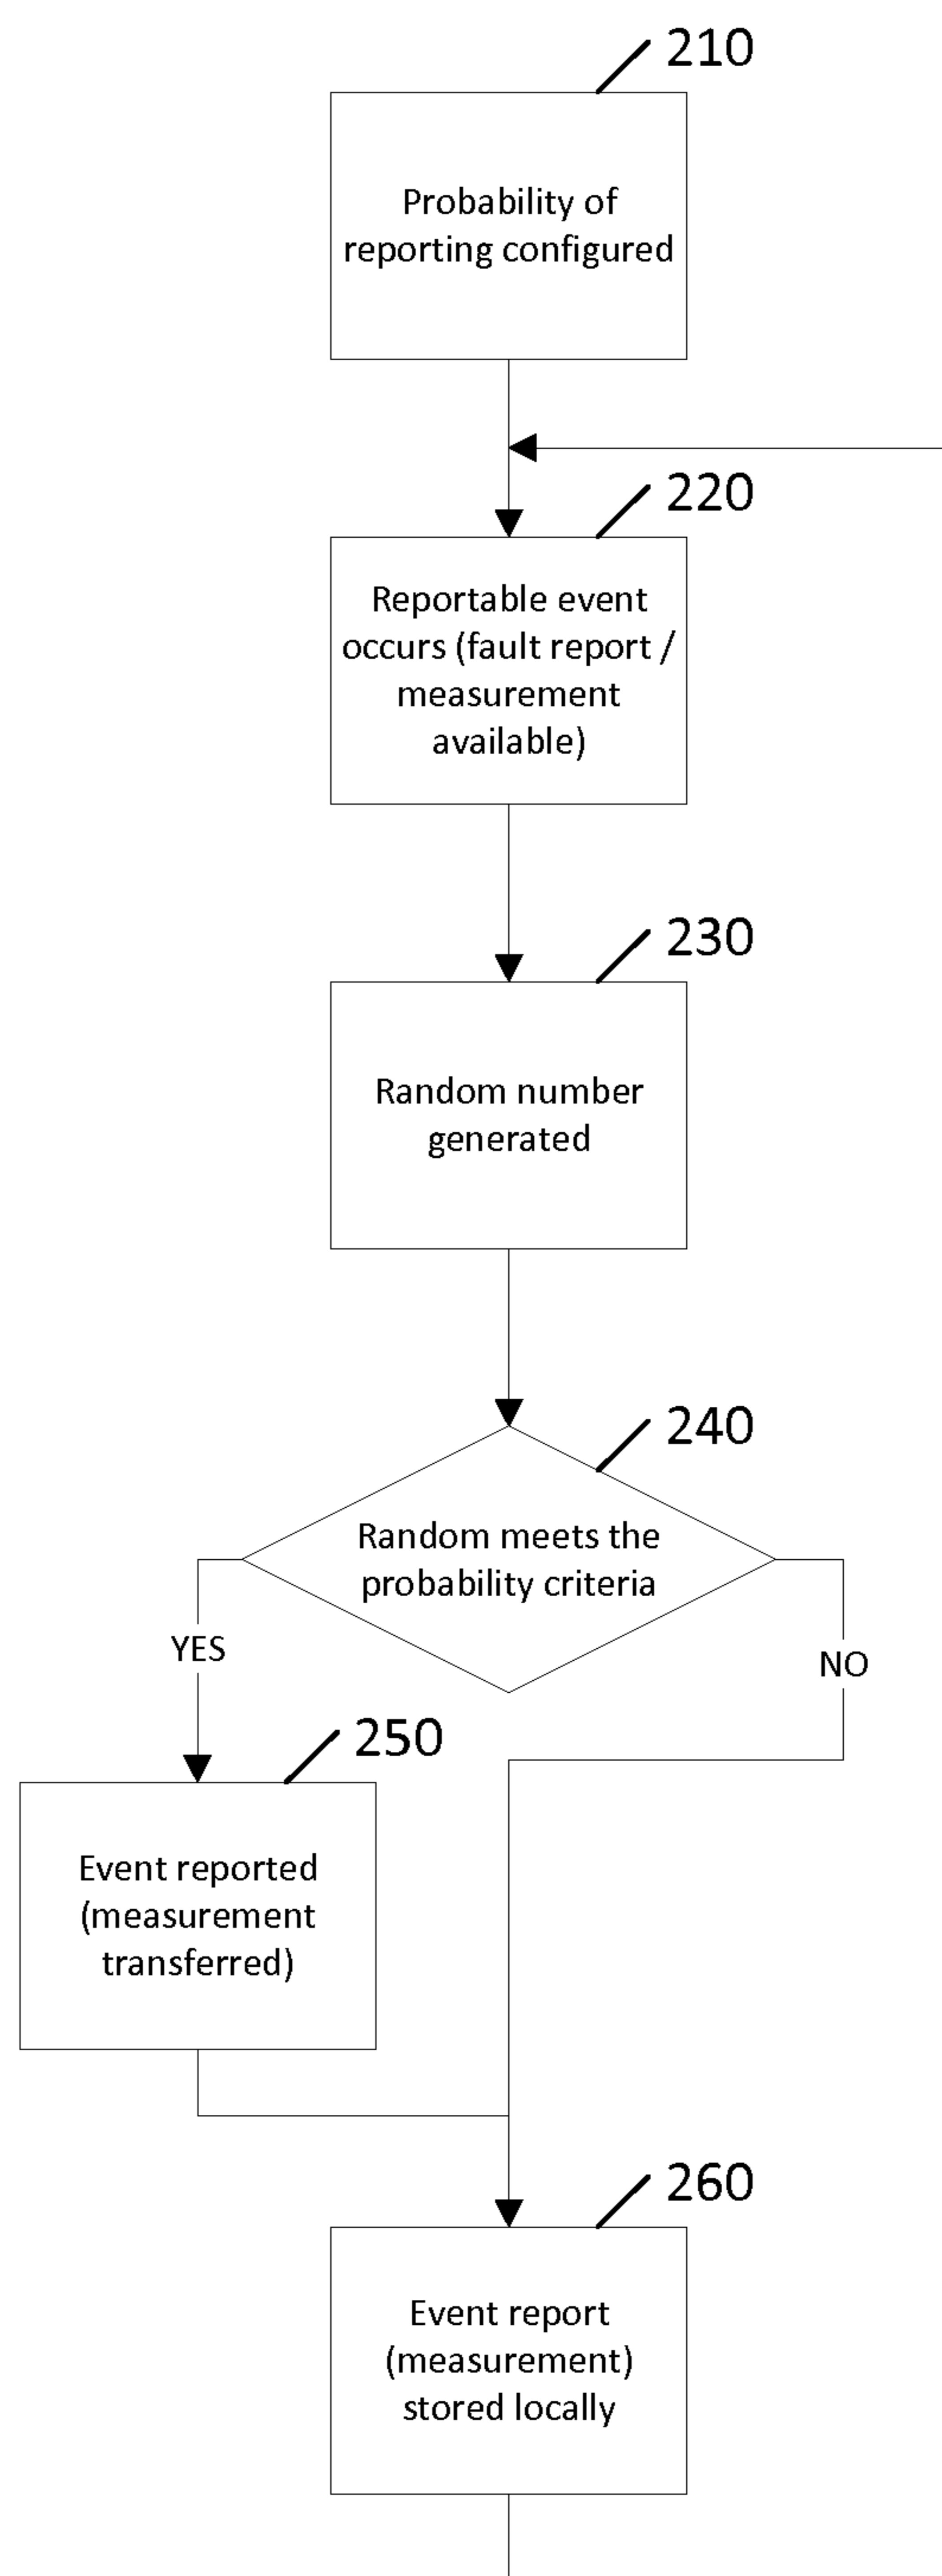 210
Probability of
reporting configured
220
Reportable event
occurs (fault report /
measurement
available)
230
Random number
generated
240
Random meets the
probability criteria
YES
NO
250
Event reported
(measurement
transferred)
260
Event report
(measurement)
stored locally